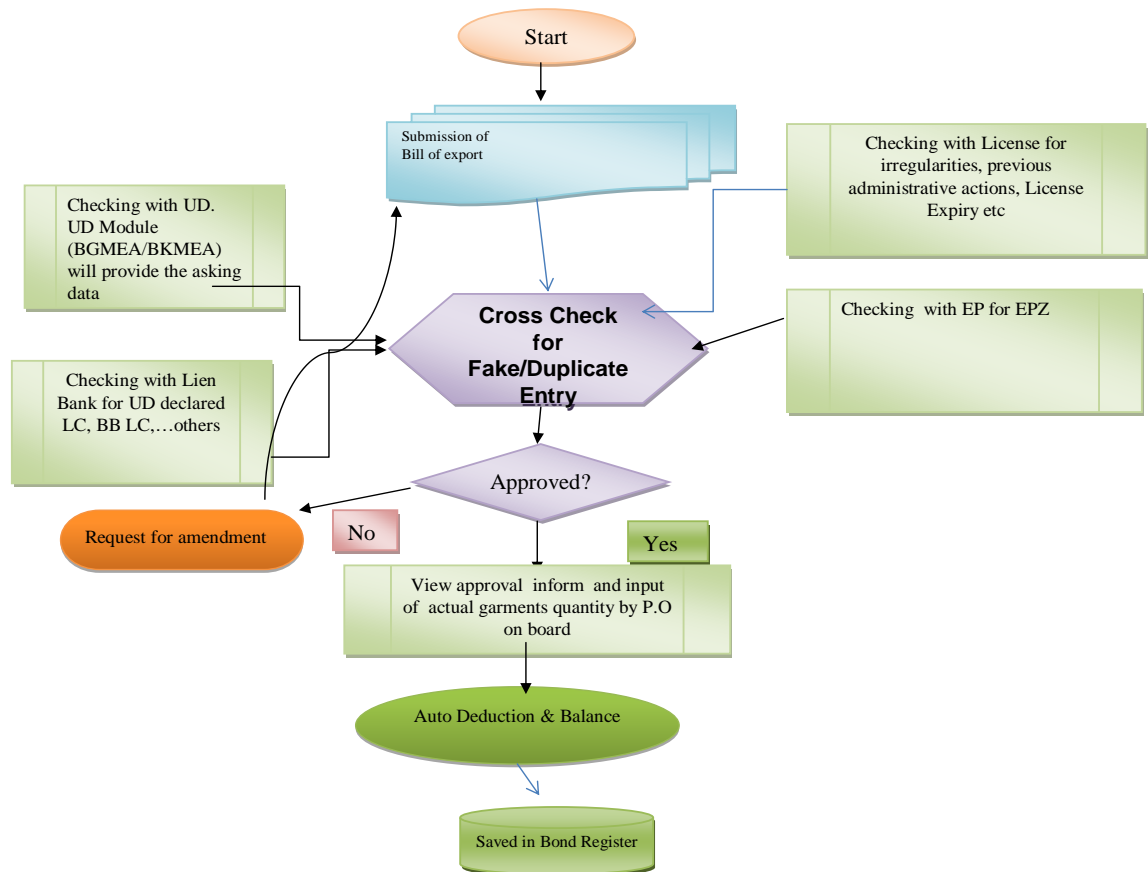 Start
Submission of
Bill of export
Checking with License for
irregularities, previous
administrative actions, License
Expiry etc
Checking with UD.
UD Module
(BGMEA/BKMEA)
will provide the asking
data
Cross Check
for
Fake/Duplicate
Entry
Checking with EP for EPZ
Checking with Lien
Bank for UD declared
LC, BB LC,…others
Approved?
Request for amendment
No
Yes
View approval inform and input
of actual garments quantity by P.O
on board
Auto Deduction & Balance
Saved in Bond Register